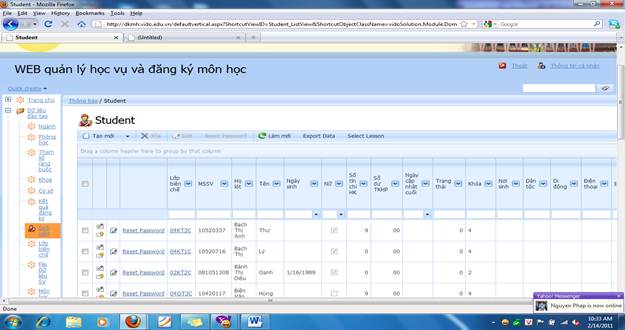 Student - Mozilla Firefox
File Edit View History Bookmarks Tools Help
http://dkmh.vido.edu.vn/defaultvertical.aspx?ShortcutViewID=Student_ListView&ShortcutObjectClassName=vidoSolution.Module.Dom
Google
Student
(Untitled)
WEB quản lý học vụ và đăng ký môn học
Thoát
Thông tin cá nhân
Quick create
Thông báo / Student
Trang chủ
Dữ liệu đào tạo
Ngành
Phòng học
Tham số ràng buộc
Khoa
Cơ sở
Kết quả đăng ký
Sinh viên
Lớp biên chế
File Dữ liệu SV
Môn học
Student
Tạo mới
Xóa
Edit
Reset Password
Làm mới
Export Data
Select Lesson
Drag a column header here to group by that column
Lớp biên chế MSSV Họ lót Tên Ngày sinh Nữ Số tín chỉ HK Số dư TKHP Ngày cập nhật cuối Trạng thái Khóa Nơi sinh Dân tộc Di động Điện thoại
Reset Password 04KT3C 10520337 Bạch Thị Anh Thư 9 00 00 4
Reset Password 04KT1C 10520716 Bạch Thị Lý 0 00 00 4
Reset Password 02KT2C 081051308 Bánh Thị Diệu Oanh 1/16/1989 0 00 00 2
Reset Password 04QT3C 10420117 Biện Văn Hùng 9 00 00 4
Done
Yahoo! Messenger
Nguyen Phap is now online
10:33 AM
2/14/2011